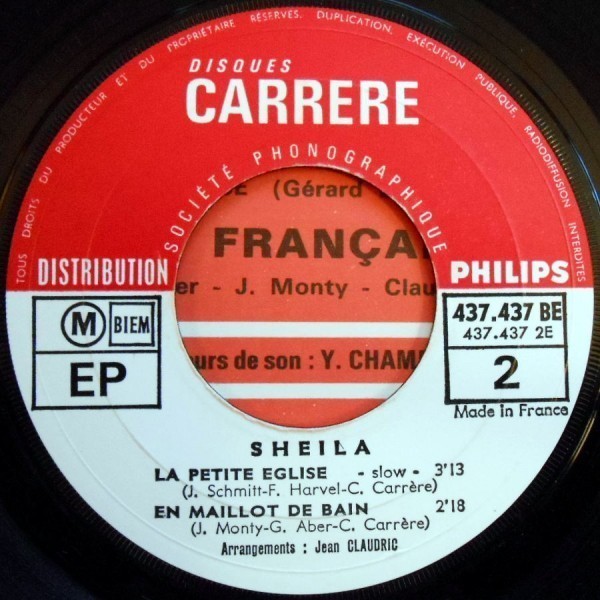 TOUS DROITS DU PRODUCTEUR ET DU PROPRIÉTAIRE RÉSERVÉS. DUPLICATION, EXÉCUTION PUBLIQUE, RADIODIFFUSION INTERDITES
DISQUES
CARRERE
SOCIÉTÉ PHONOGRAPHIQUE
(Gérard
FRANÇA
er - J. Monty - Clau
urs de son : Y. CHAM
DISTRIBUTION
PHILIPS
M BIEM
EP
437.437 BE
437.437 2E
2
Made in France
SHEILA
LA PETITE EGLISE - slow - 3'13
(J. Schmitt-F. Harvel-C. Carrère)
EN MAILLOT DE BAIN 2'18
(J. Monty-G. Aber-C. Carrère)
Arrangements : Jean CLAUDRIC